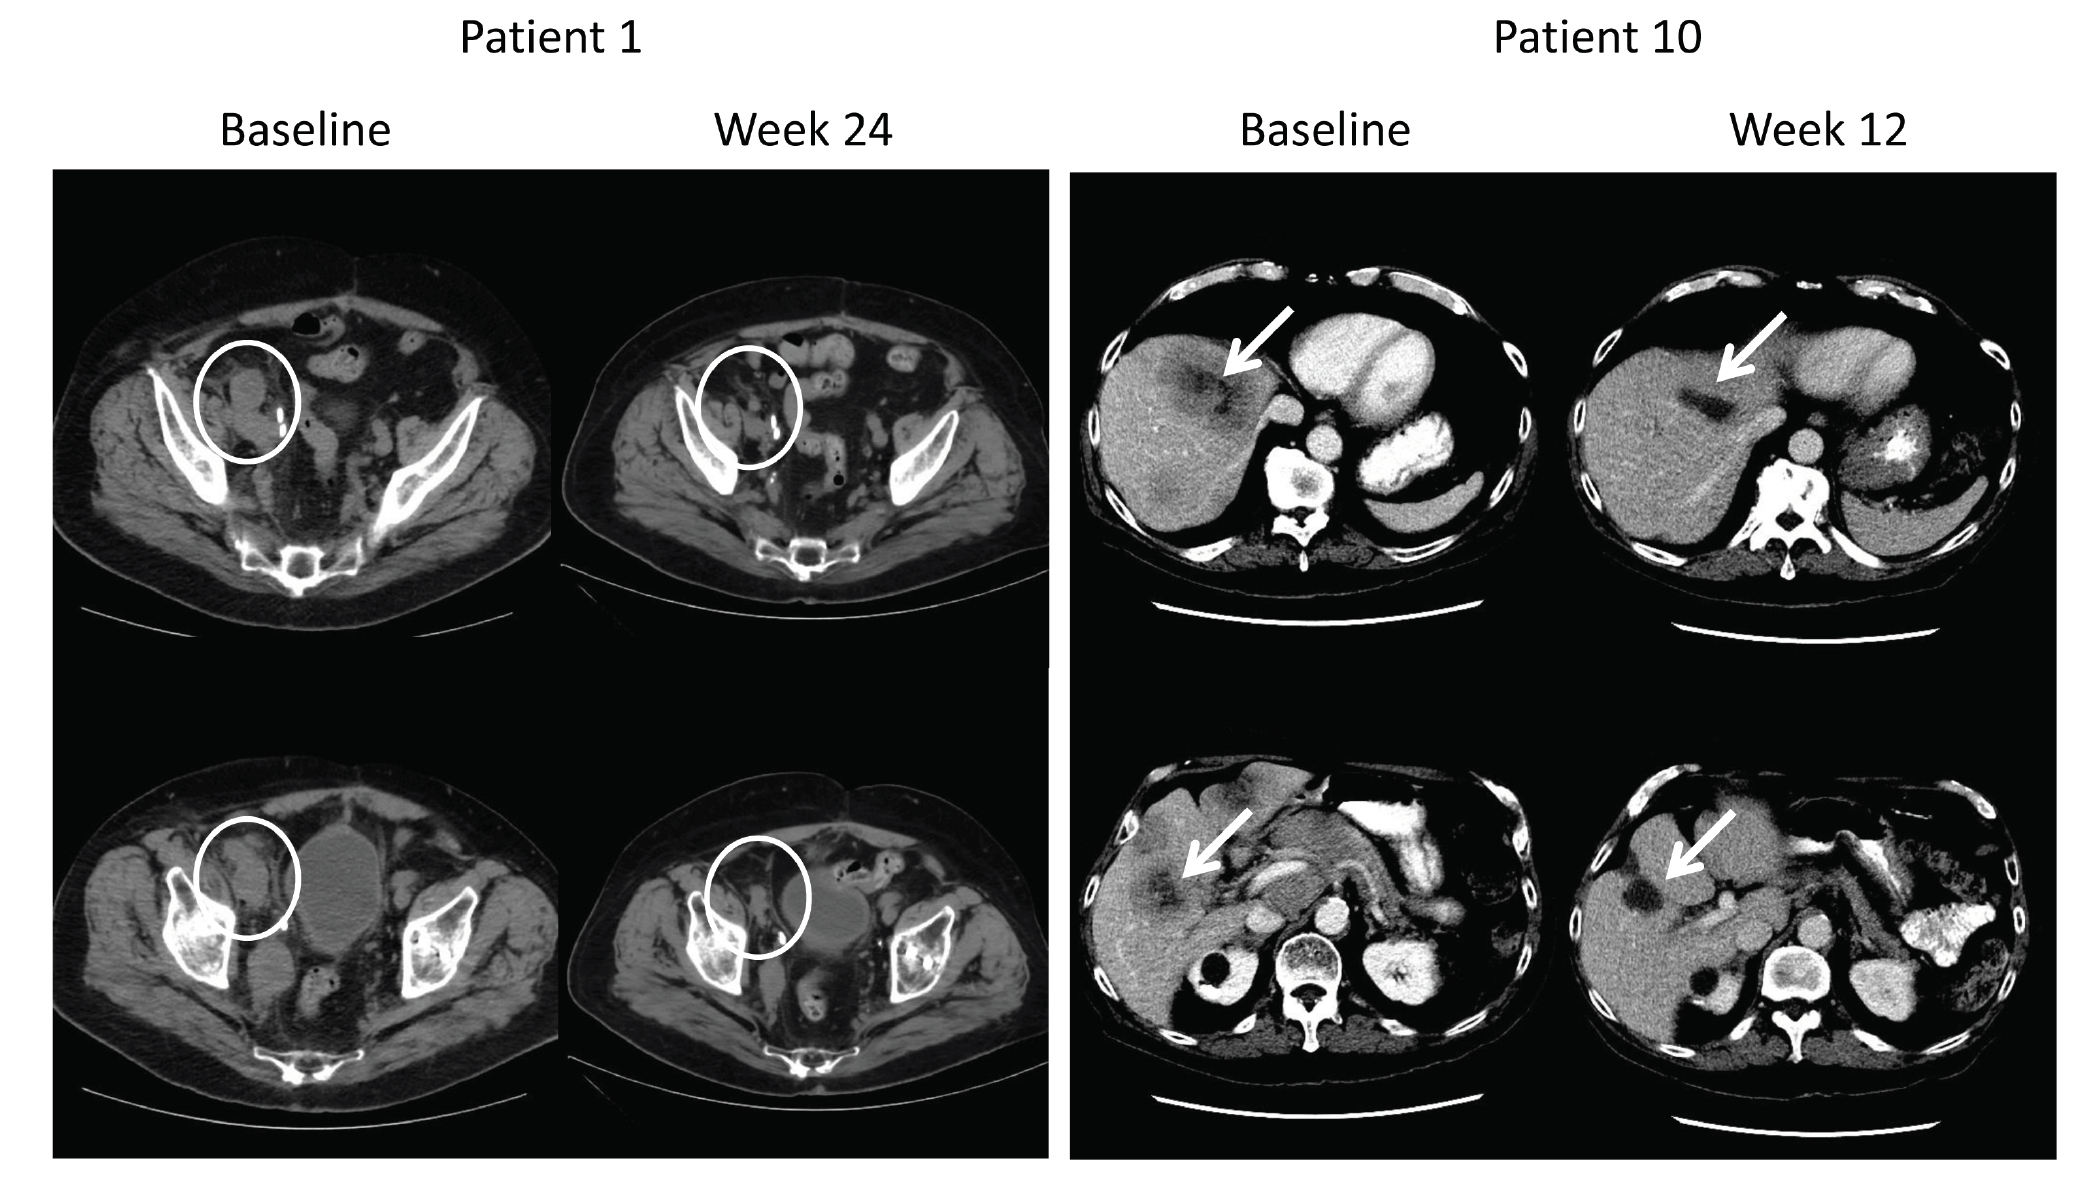 Patient 1
Patient 10
Baseline
Week 24
Baseline
Week 12